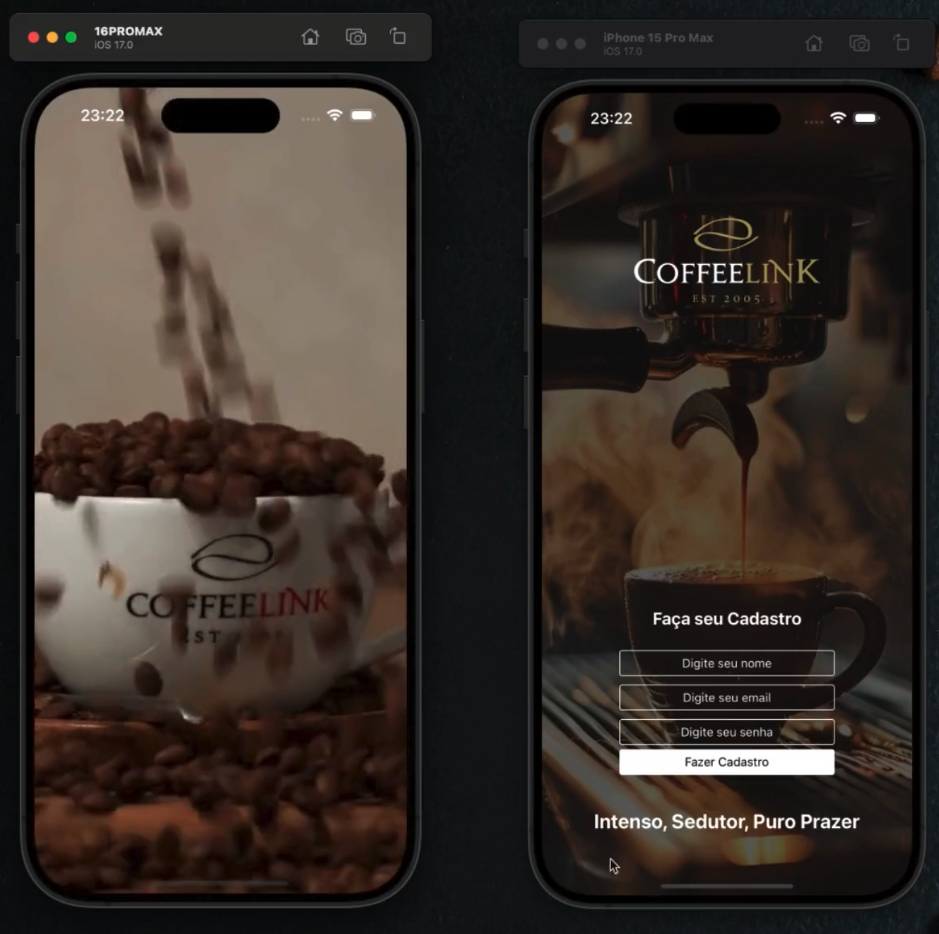 16PROMAX
iOS 17.0
23:22
COFFEELINK
EST
iPhone 15 Pro Max
iOS 17.0
23:22
COFFEELINK
EST 2005
Faça seu Cadastro
Digite seu nome
Digite seu email
Digite seu senha
Fazer Cadastro
Intenso, Sedutor, Puro Prazer